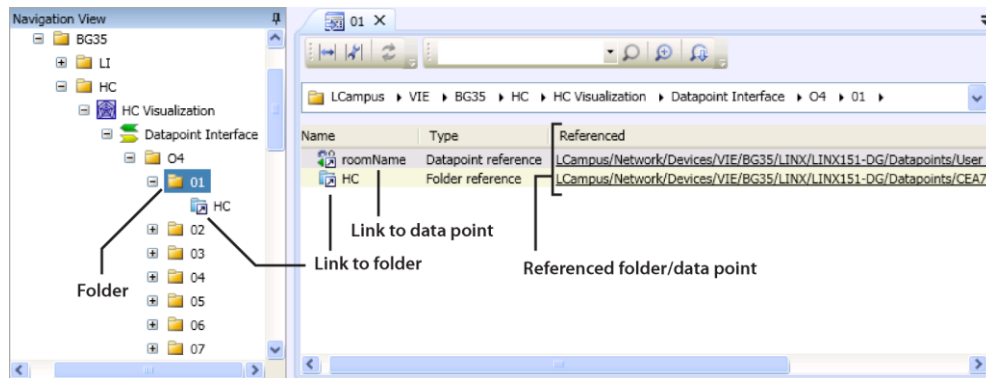 Navigation View
BG35
LI
HC
HC Visualization
Datapoint Interface
O4
01
HC
02
03
04
05
06
07
Folder
01
LCampus VIE BG35 HC HC Visualization Datapoint Interface O4 01
Name Type Referenced
roomName Datapoint reference LCampus/Network/Devices/VIE/BG35/LINX/LINX151-DG/Datapoints/User
HC Folder reference LCampus/Network/Devices/VIE/BG35/LINX/LINX151-DG/Datapoints/CEA7
Link to data point
Link to folder
Referenced folder/data point